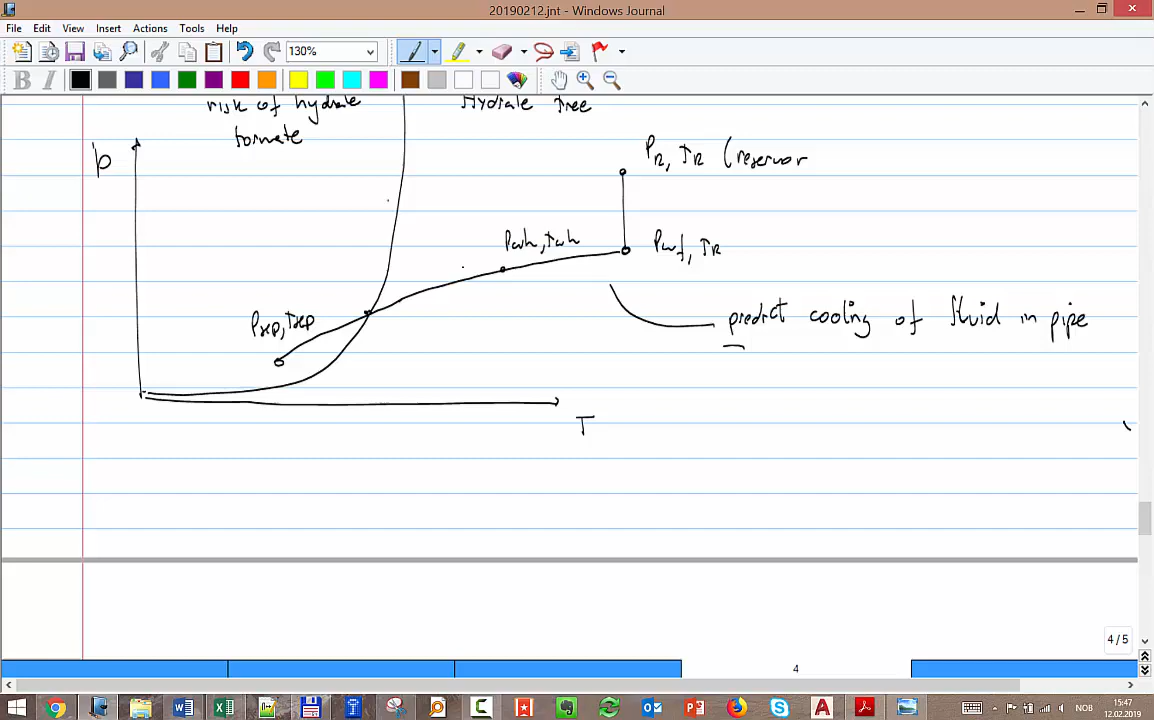 20190212.jnt - Windows Journal
File Edit View Insert Actions Tools Help
130%
B I
risk of hydrate
formate
Hydrate free
p
PR, TR (reservor
Pwh, Twh
Pwf, TR
Psep, Tsep
predict cooling of fluid in pipe
T
4 / 5
4
NOB
15:47
12.02.2019